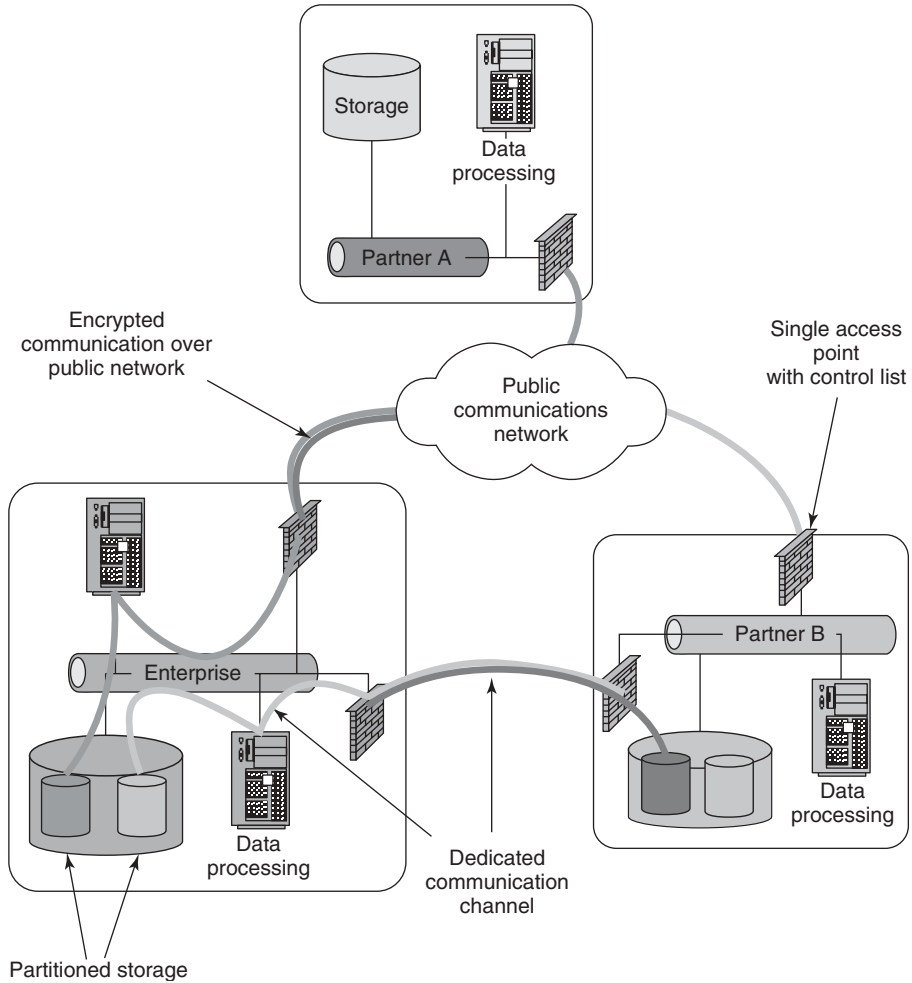 Storage
Data
processing
Partner A
Encrypted
communication over
public network
Public
communications
network
Single access
point
with control list
Enterprise
Partner B
Data
processing
Data
processing
Dedicated
communication
channel
Partitioned storage